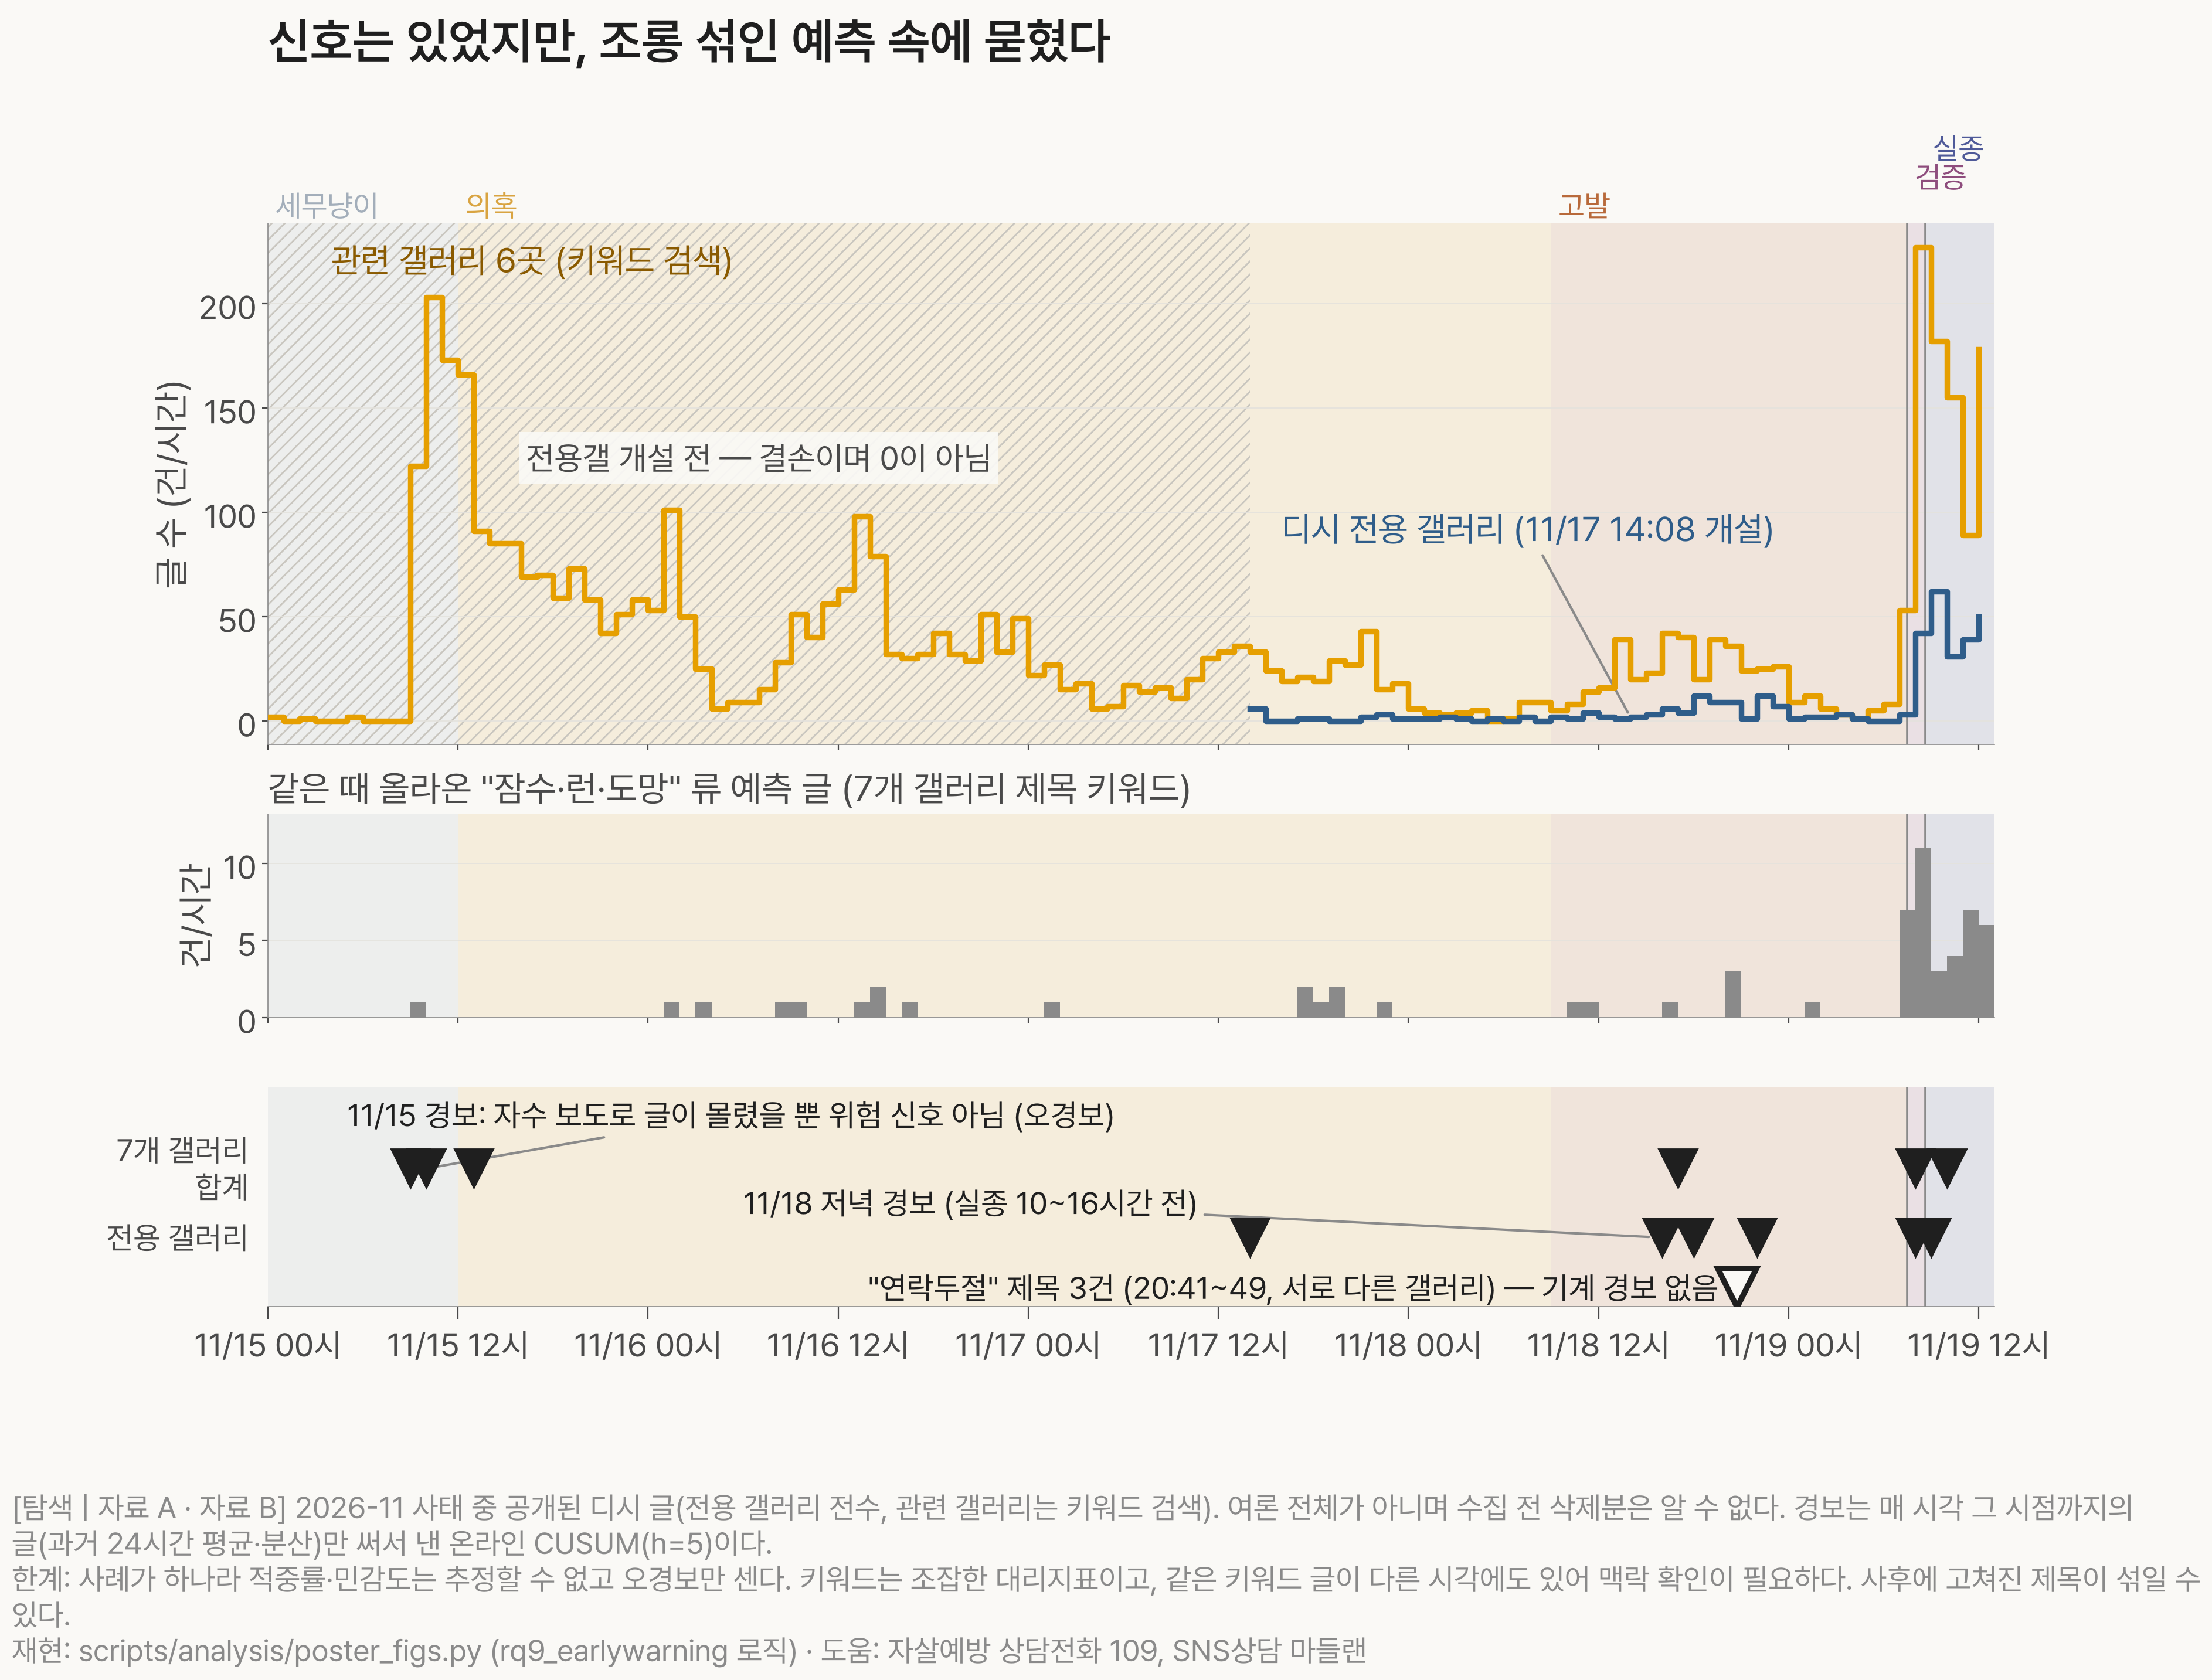 신호는 있었지만, 조롱 섞인 예측 속에 묻혔다
실종
검증
세무냥이
의혹
고발
관련 갤러리 6곳 (키워드 검색)
글 수 (건/시간)
200
150
100
50
0
전용갤 개설 전 — 결손이며 0이 아님
디시 전용 갤러리 (11/17 14:08 개설)
같은 때 올라온 "잠수·런·도망" 류 예측 글 (7개 갤러리 제목 키워드)
건/시간
10
5
0
11/15 경보: 자수 보도로 글이 몰렸을 뿐 위험 신호 아님 (오경보)
7개 갤러리
합계
11/18 저녁 경보 (실종 10~16시간 전)
전용 갤러리
"연락두절" 제목 3건 (20:41~49, 서로 다른 갤러리) — 기계 경보 없음
11/15 00시
11/15 12시
11/16 00시
11/16 12시
11/17 00시
11/17 12시
11/18 00시
11/18 12시
11/19 00시
11/19 12시
[탐색 | 자료 A · 자료 B] 2026-11 사태 중 공개된 디시 글(전용 갤러리 전수, 관련 갤러리는 키워드 검색). 여론 전체가 아니며 수집 전 삭제분은 알 수 없다. 경보는 매 시각 그 시점까지의
글(과거 24시간 평균·분산)만 써서 낸 온라인 CUSUM(h=5)이다.
한계: 사례가 하나라 적중률·민감도는 추정할 수 없고 오경보만 센다. 키워드는 조잡한 대리지표이고, 같은 키워드 글이 다른 시각에도 있어 맥락 확인이 필요하다. 사후에 고쳐진 제목이 섞일 수
있다.
재현: scripts/analysis/poster_figs.py (rq9_earlywarning 로직) · 도움: 자살예방 상담전화 109, SNS상담 마들랜